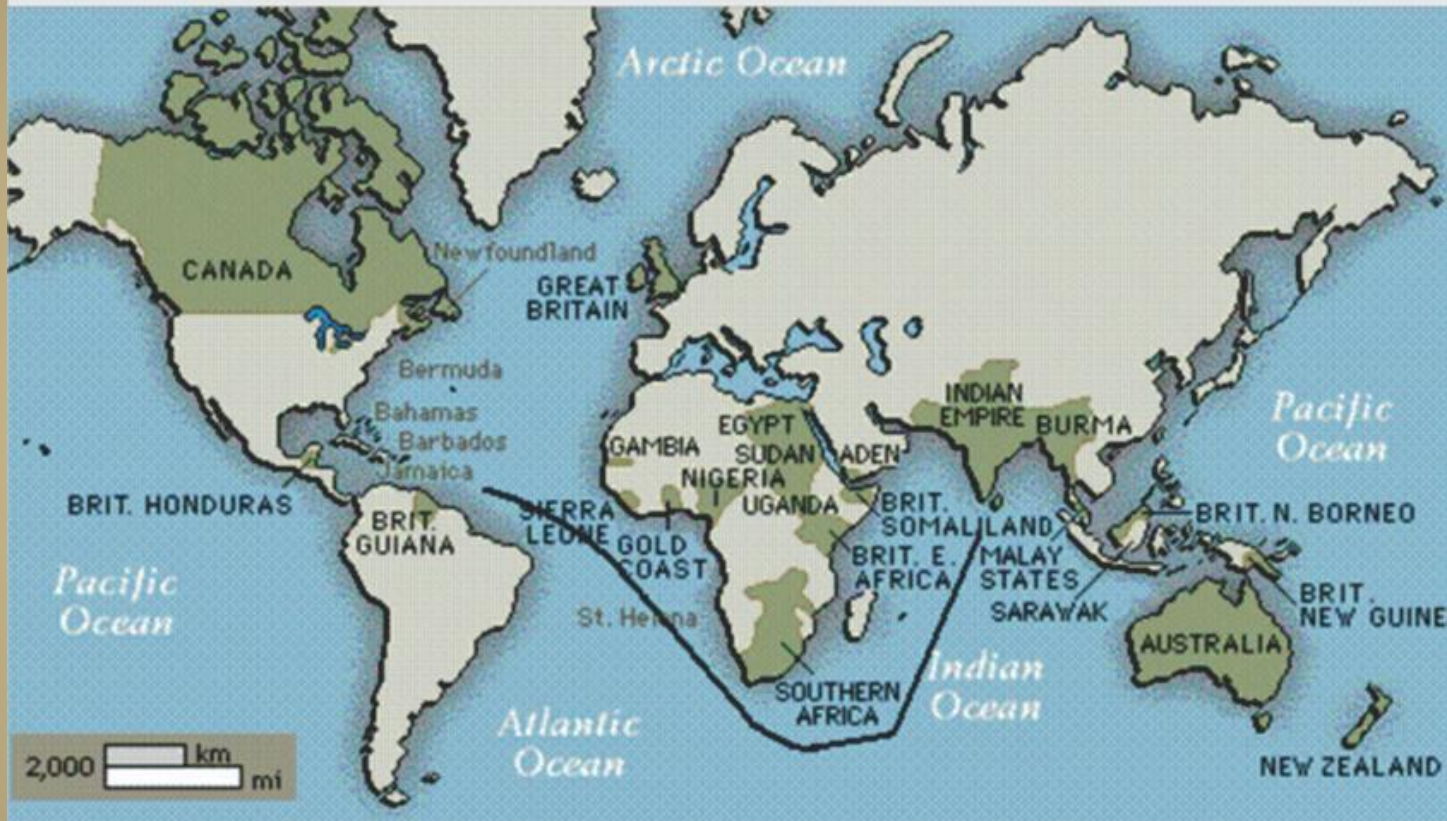 Arctic Ocean
Newfoundland
CANADA
GREAT
BRITAIN
Bermuda
Bahamas
Barbados
Jamaica
BRIT. HONDURAS
BRIT.
GUIANA
Pacific
Ocean
EGYPT
GAMBIA
SUDAN
ADEN
NIGERIA
UGANDA
SIERRA
LEONE
GOLD
COAST
INDIAN
EMPIRE
BURMA
Pacific
Ocean
BRIT.
SOMALILAND
BRIT. E.
AFRICA
MALAY
STATES
SARAWAK
BRIT. N. BORNEO
BRIT.
NEW GUINE
St. Helena
AUSTRALIA
Indian
Ocean
SOUTHERN
AFRICA
Atlantic
Ocean
NEW ZEALAND
2,000 km
mi